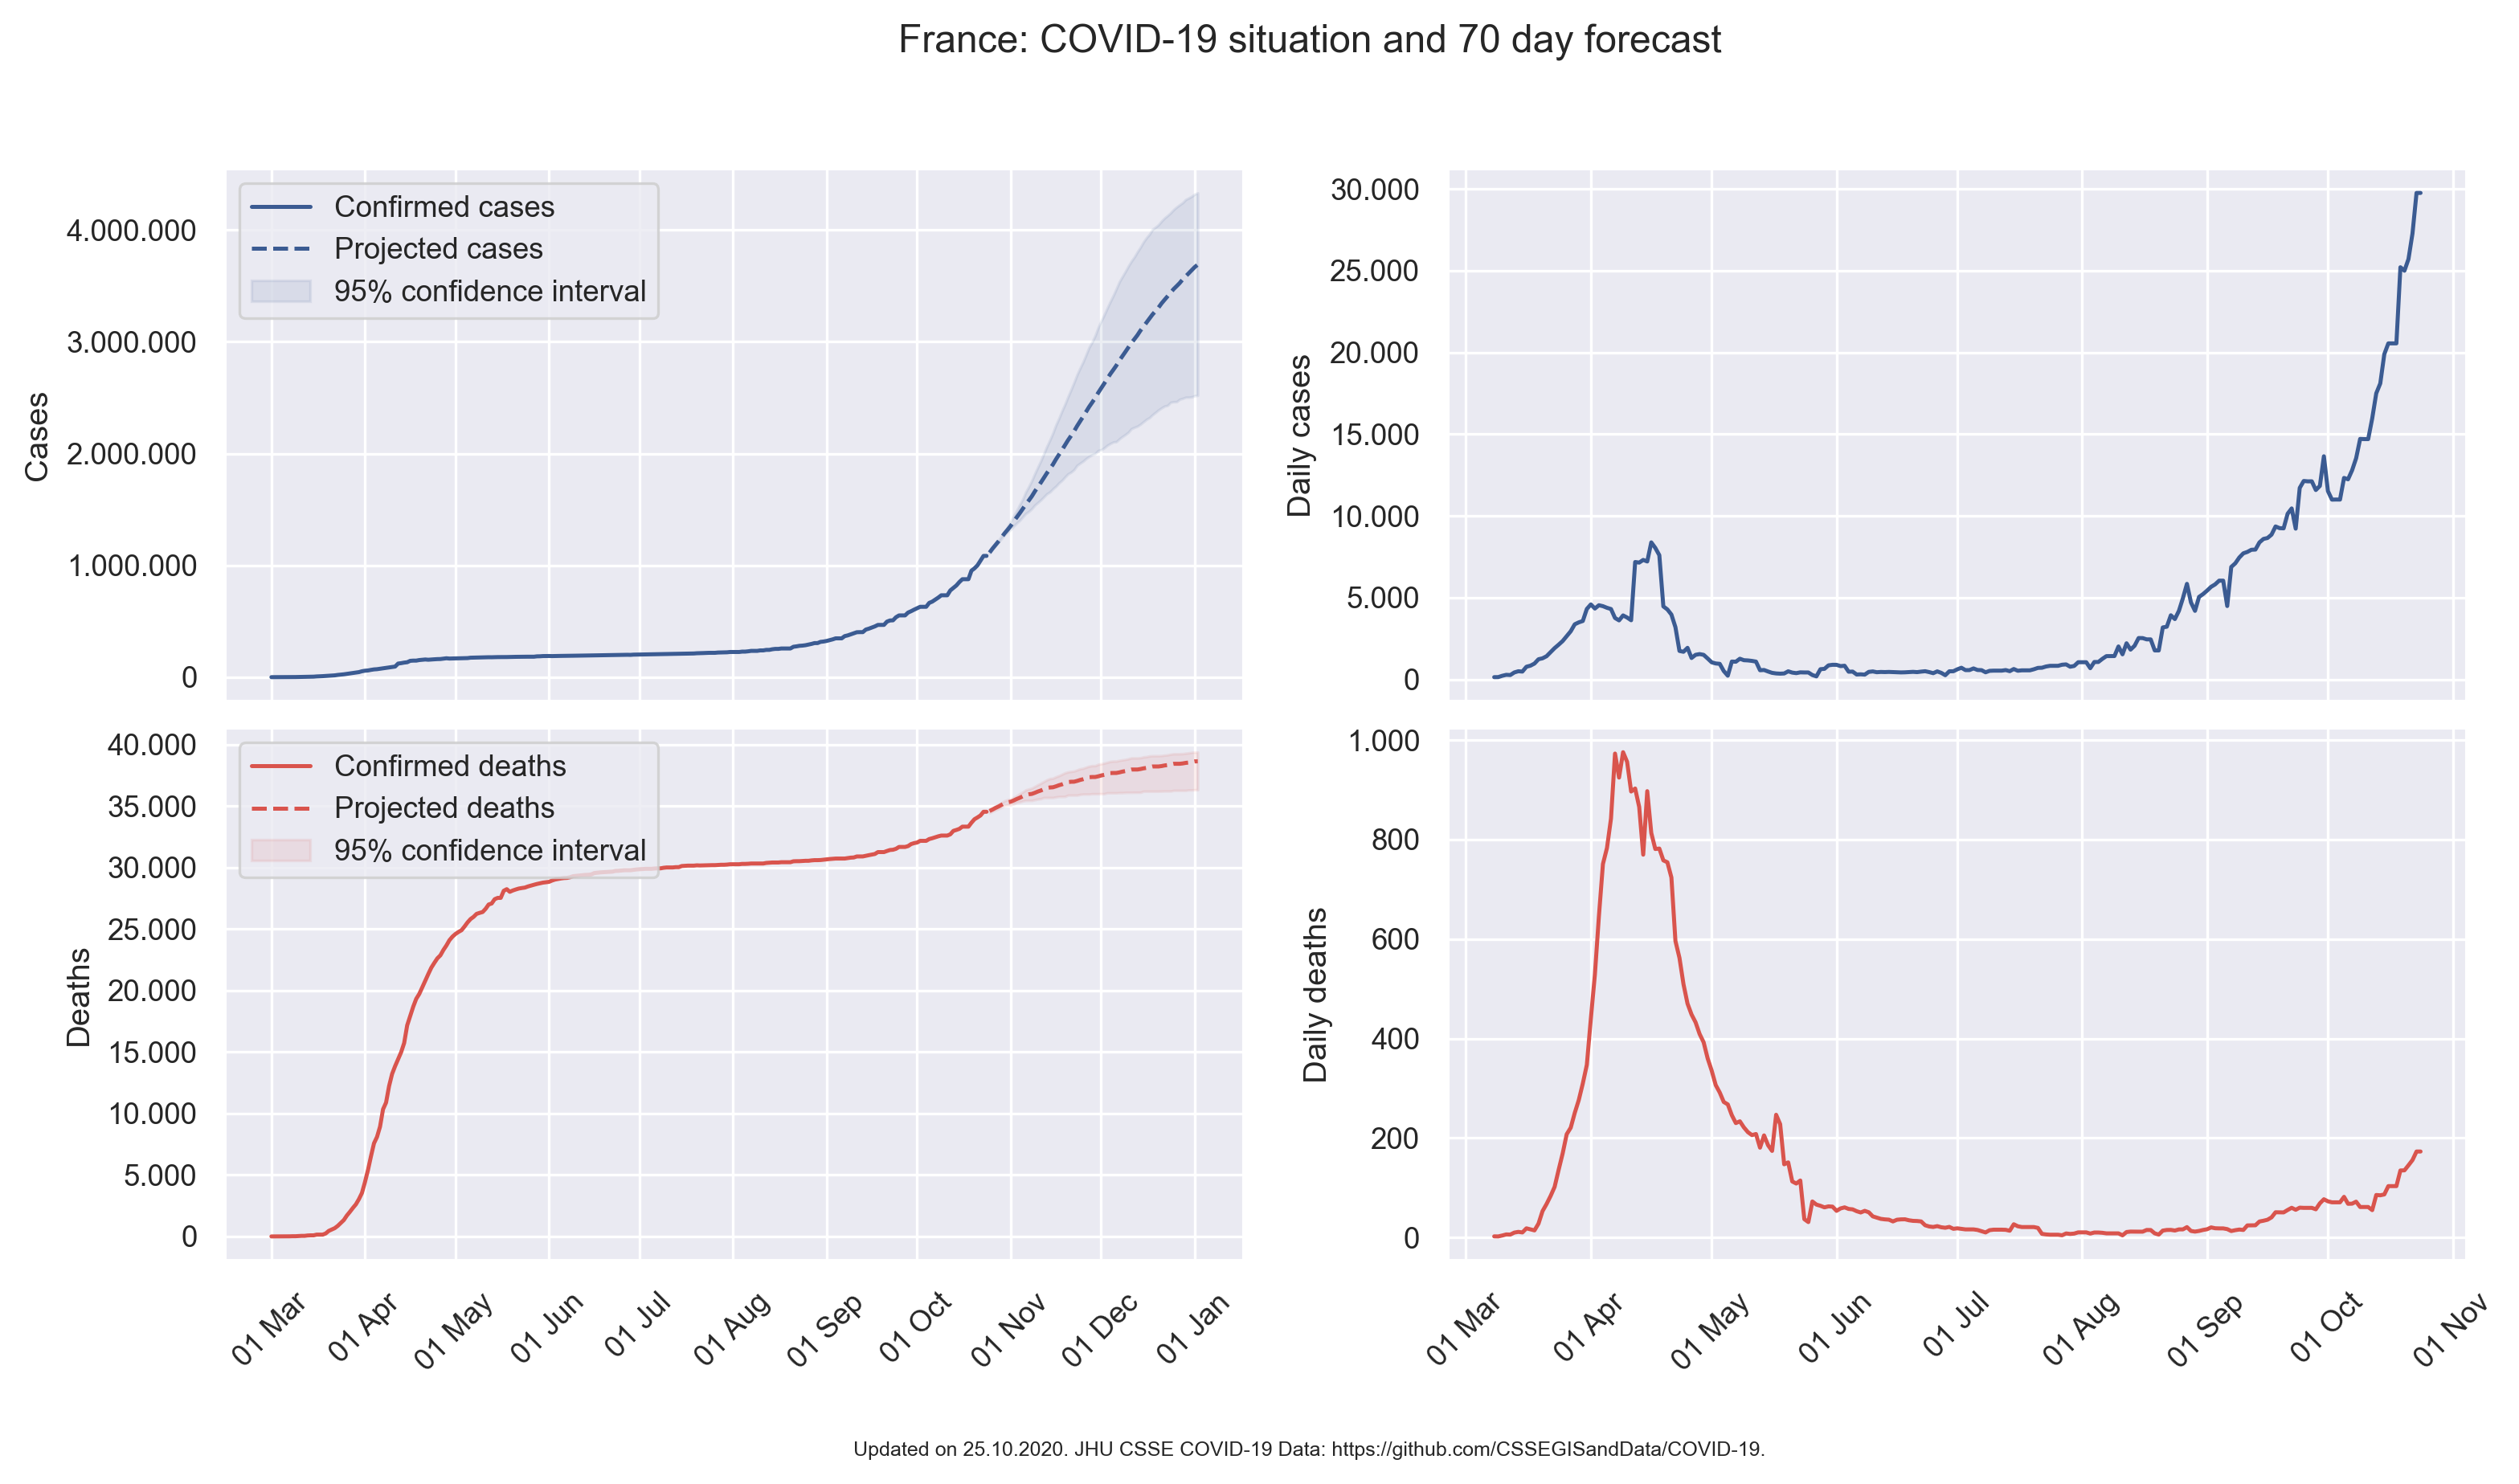 France: COVID-19 situation and 70 day forecast
Confirmed cases
Projected cases
95% confidence interval
Cases
4.000.000
3.000.000
2.000.000
1.000.000
0
Daily cases
30.000
25.000
20.000
15.000
10.000
5.000
0
Confirmed deaths
Projected deaths
95% confidence interval
Deaths
40.000
35.000
30.000
25.000
20.000
15.000
10.000
5.000
0
01 Mar
01 Apr
01 May
01 Jun
01 Jul
01 Aug
01 Sep
01 Oct
01 Nov
01 Dec
01 Jan
Daily deaths
1.000
800
600
400
200
0
01 Mar
01 Apr
01 May
01 Jun
01 Jul
01 Aug
01 Sep
01 Oct
01 Nov
Updated on 25.10.2020. JHU CSSE COVID-19 Data: https://github.com/CSSEGISandData/COVID-19.